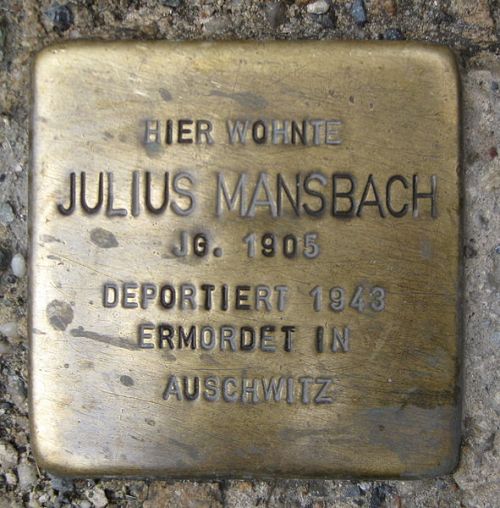 HIER WOHNTE
JULIUS MANSBACH
JG. 1905
DEPORTIERT 1943
ERMORDET IN
AUSCHWITZ